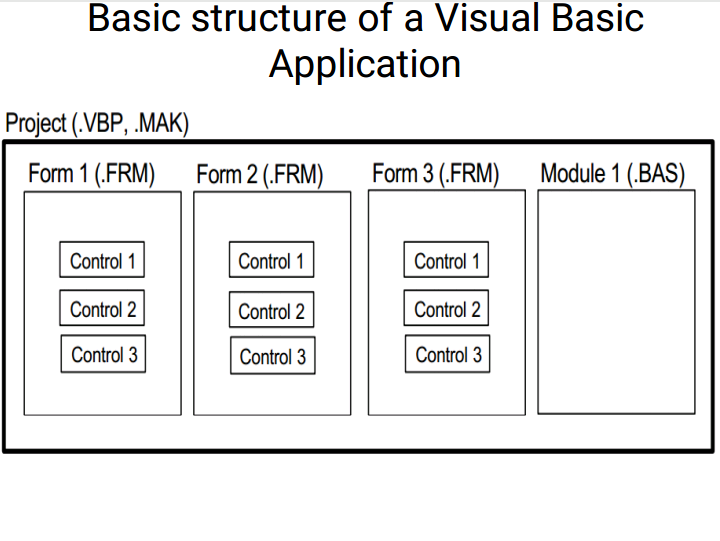 Basic structure of a Visual Basic
Application
Project (.VBP, .MAK)
Form 1 (.FRM)
Control 1
Control 2
Control 3
Form 2 (.FRM)
Control 1
Control 2
Control 3
Form 3 (.FRM)
Control 1
Control 2
Control 3
Module 1 (.BAS)